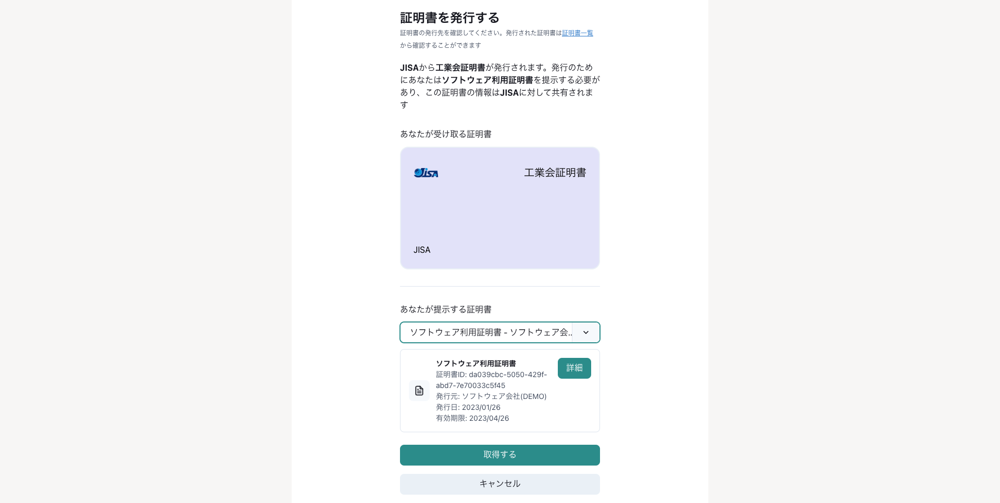 証明書を発行する
証明書の発行先を確認してください。発行された証明書は証明書一覧
から確認することができます
JISAから工業会証明書が発行されます。発行のため
にあなたはソフトウェア利用証明書を提示する必要が
あり、この証明書の情報はJISAに対して共有されま
す
あなたが受け取る証明書
JISA 工業会証明書
JISA
あなたが提示する証明書
ソフトウェア利用証明書 - ソフトウェア会..
ソフトウェア利用証明書
詳細
証明書ID: da039cbc-5050-429f-
abd7-7e70033c5f45
発行元: ソフトウェア会社(DEMO)
発行日: 2023/01/26
有効期限: 2023/04/26
取得する
キャンセル